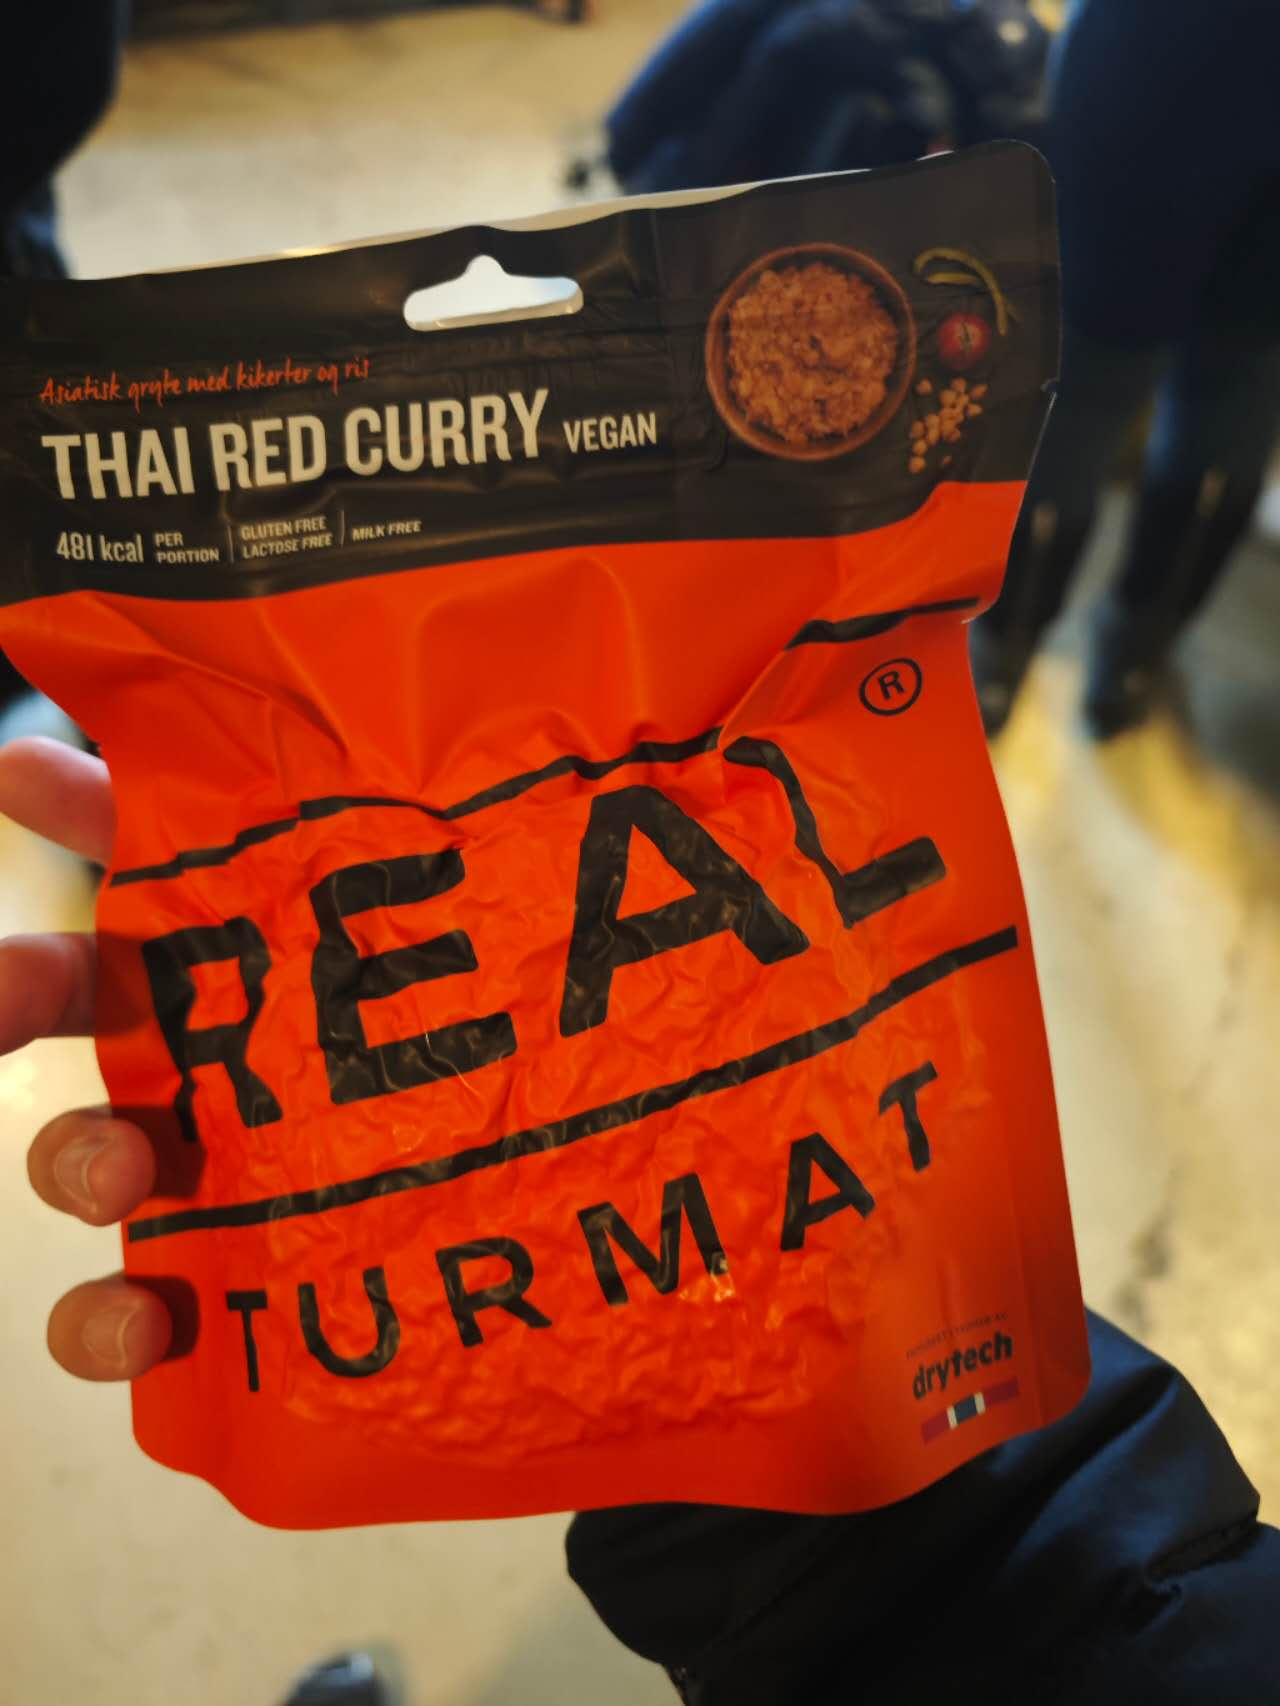 Asiatisk gryte med kikerter og ris
THAI RED CURRY VEGAN
481 kcal PER PORTION
GLUTEN FREE
LACTOSE FREE
MILK FREE
®
REAL
TURMAT
drytech